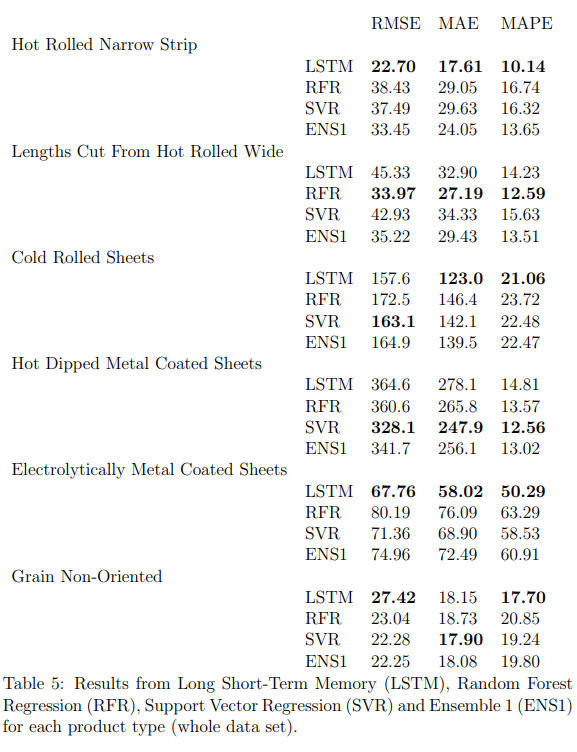 RMSE MAE MAPE
Hot Rolled Narrow Strip
LSTM 22.70 17.61 10.14
RFR 38.43 29.05 16.74
SVR 37.49 29.63 16.32
ENS1 33.45 24.05 13.65
Lengths Cut From Hot Rolled Wide
LSTM 45.33 32.90 14.23
RFR 33.97 27.19 12.59
SVR 42.93 34.33 15.63
ENS1 35.22 29.43 13.51
Cold Rolled Sheets
LSTM 157.6 123.0 21.06
RFR 172.5 146.4 23.72
SVR 163.1 142.1 22.48
ENS1 164.9 139.5 22.47
Hot Dipped Metal Coated Sheets
LSTM 364.6 278.1 14.81
RFR 360.6 265.8 13.57
SVR 328.1 247.9 12.56
ENS1 341.7 256.1 13.02
Electrolytically Metal Coated Sheets
LSTM 67.76 58.02 50.29
RFR 80.19 76.09 63.29
SVR 71.36 68.90 58.53
ENS1 74.96 72.49 60.91
Grain Non-Oriented
LSTM 27.42 18.15 17.70
RFR 23.04 18.73 20.85
SVR 22.28 17.90 19.24
ENS1 22.25 18.08 19.80
Table 5: Results from Long Short-Term Memory (LSTM), Random Forest
Regression (RFR), Support Vector Regression (SVR) and Ensemble 1 (ENS1)
for each product type (whole data set).